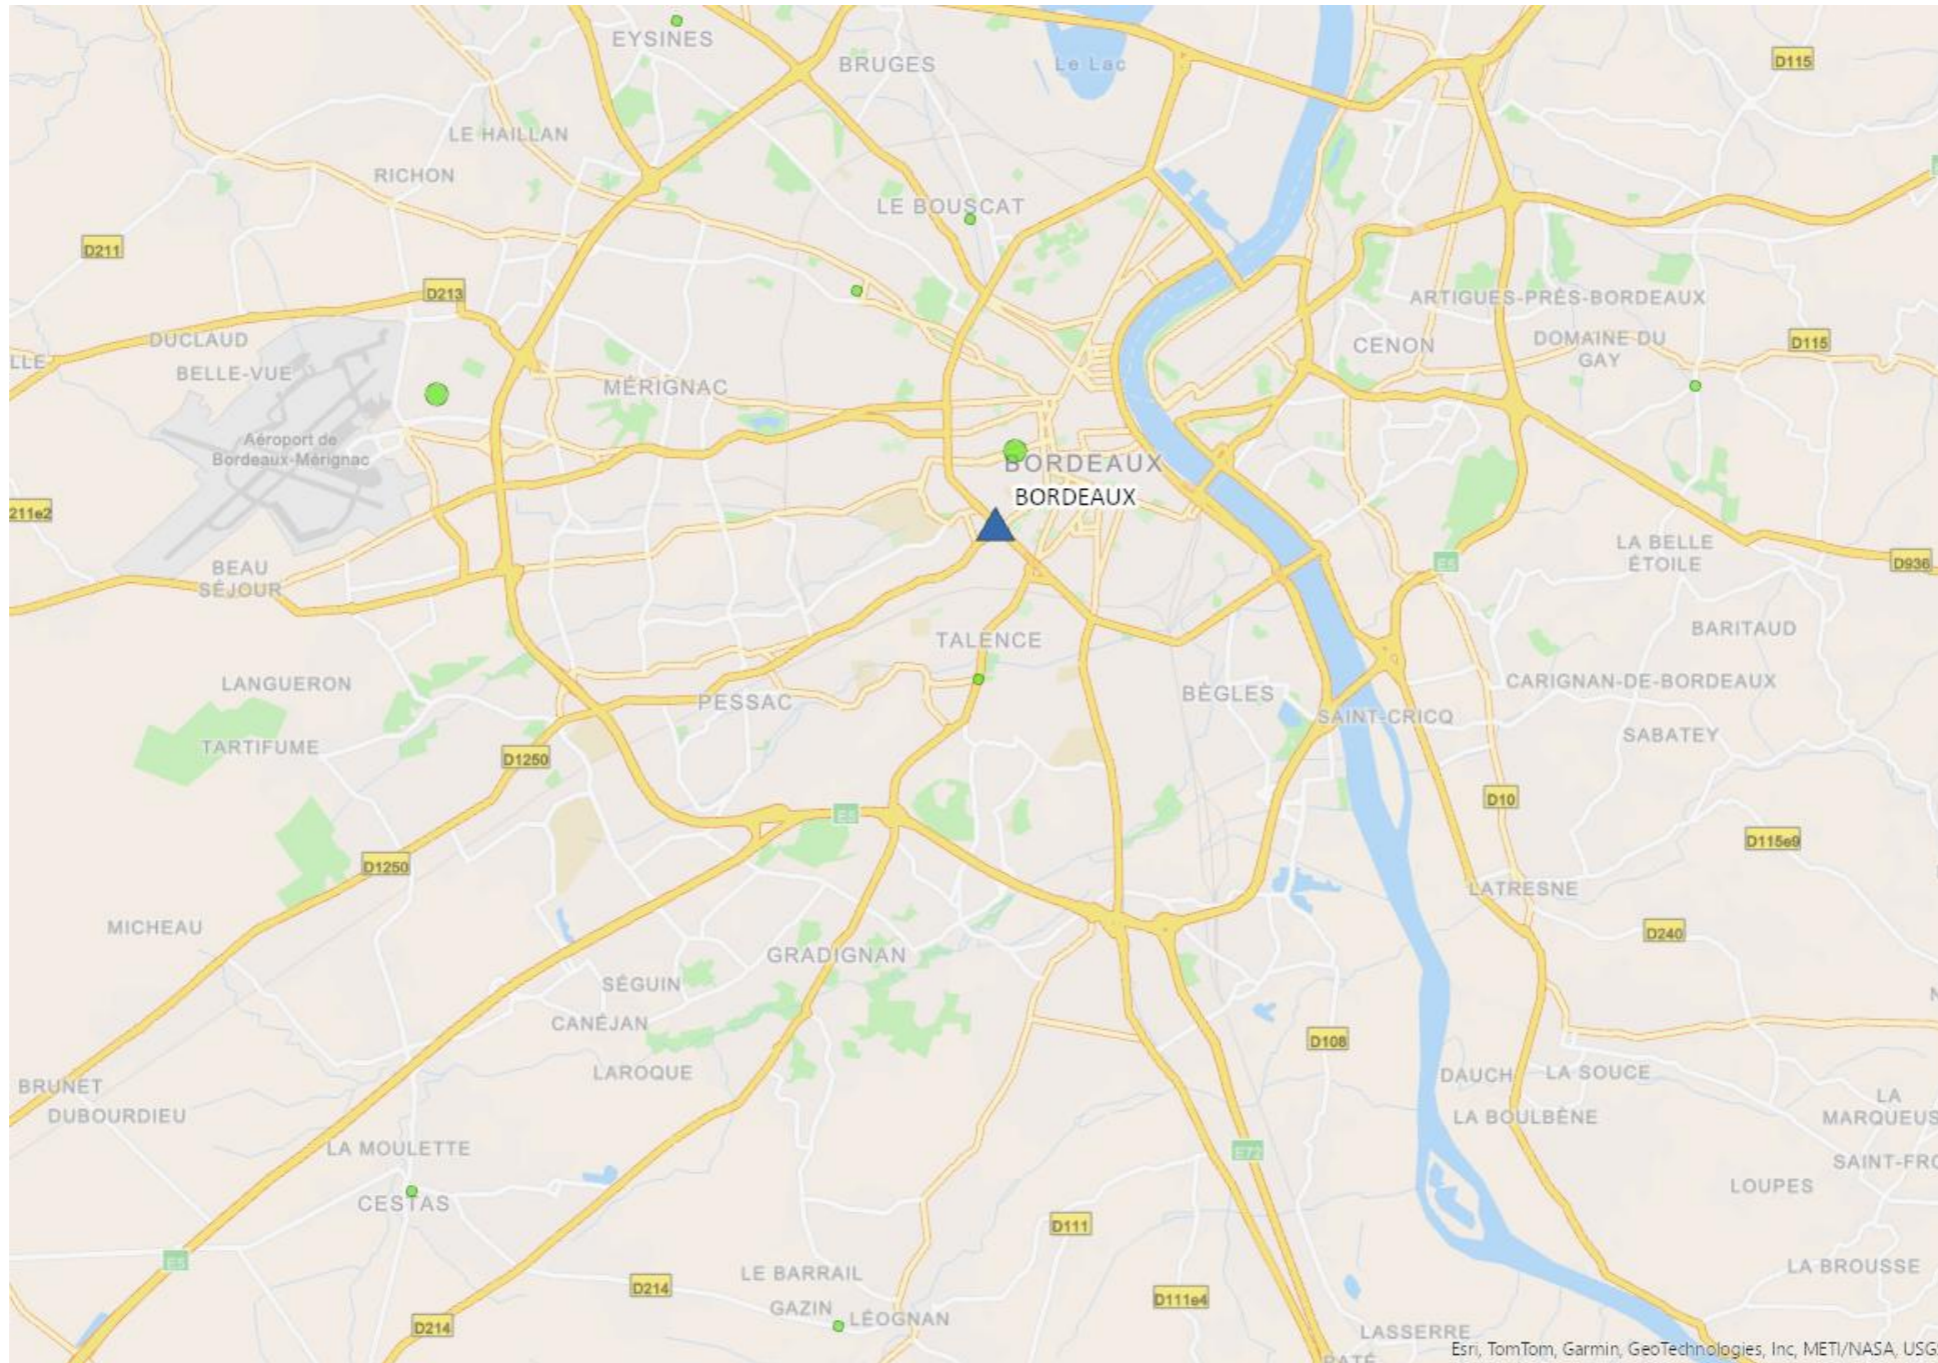 EYSINES
BRUGES
Le Lac
D115
LE HAILLAN
RICHON
LE BOUSCAT
D211
D213
ARTIGUES-PRÈS-BORDEAUX
DUCLAUD
DOMAINE DU
GAY
D115
CENON
LLE
BELLE-VUE
MÉRIGNAC
Aéroport de
Bordeaux-Mérignac
BORDEAUX
BORDEAUX
211e2
LA BELLE
ÉTOILE
E5
D936
BEAU
SÉJOUR
TALENCE
BARITAUD
LANGUERON
CARIGNAN-DE-BORDEAUX
PESSAC
BÈGLES
SAINT-CRICQ
TARTIFUME
SABATEY
D1250
D10
E5
D115e9
D1250
LATRESNE
MICHEAU
D240
GRADIGNAN
SÉGUIN
CANÉJAN
D108
LAROQUE
DAUCH
LA SOUCE
BRUNET
DUBOURDIEU
LA BOULBÈNE
LA
MARQUEUS
LA MOULETTE
E72
SAINT-FRO
LOUPES
CESTAS
D111
E5
LE BARRAIL
LA BROUSSE
D214
D111e4
GAZIN
LÉOGNAN
D214
LASSERRE
Esri, TomTom, Garmin, GeoTechnologies, Inc, METI/NASA, USG